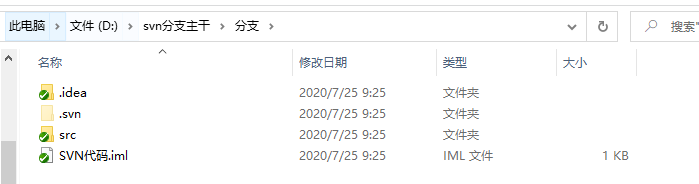 此电脑 › 文件 (D:) › svn分支主干 › 分支 ›
搜索"
名称 修改日期 类型 大小
.idea 2020/7/25 9:25 文件夹
.svn 2020/7/25 9:25 文件夹
src 2020/7/25 9:25 文件夹
SVN代码.iml 2020/7/25 9:25 IML 文件 1 KB